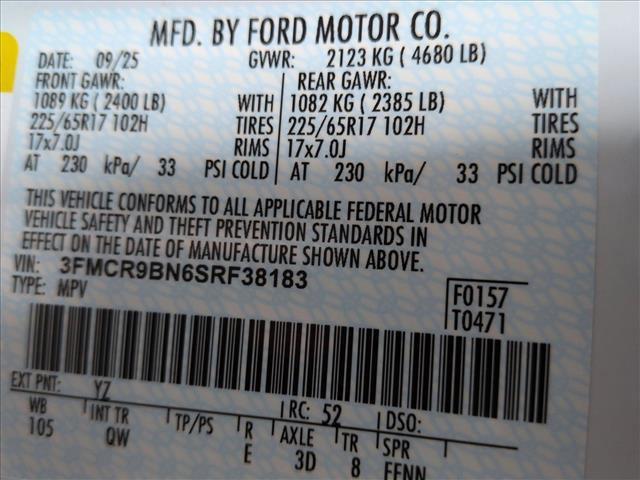 MFD. BY FORD MOTOR CO.
DATE: 09/25 GVWR: 2123 KG ( 4680 LB)
FRONT GAWR: REAR GAWR:
1089 KG ( 2400 LB) WITH 1082 KG ( 2385 LB) WITH
225/65R17 102H TIRES 225/65R17 102H TIRES
17x7.0J RIMS 17x7.0J RIMS
AT 230 kPa/ 33 PSI COLD AT 230 kPa/ 33 PSI COLD
THIS VEHICLE CONFORMS TO ALL APPLICABLE FEDERAL MOTOR
VEHICLE SAFETY AND THEFT PREVENTION STANDARDS IN
EFFECT ON THE DATE OF MANUFACTURE SHOWN ABOVE.
VIN: 3FMCR9BN6SRF38183
TYPE: MPV
F0157
T0471
EXT PNT: YZ RC: 52 DSO:
WB INT TR TP/PS R AXLE TR SPR
105 QW E 3D 8 FFNN